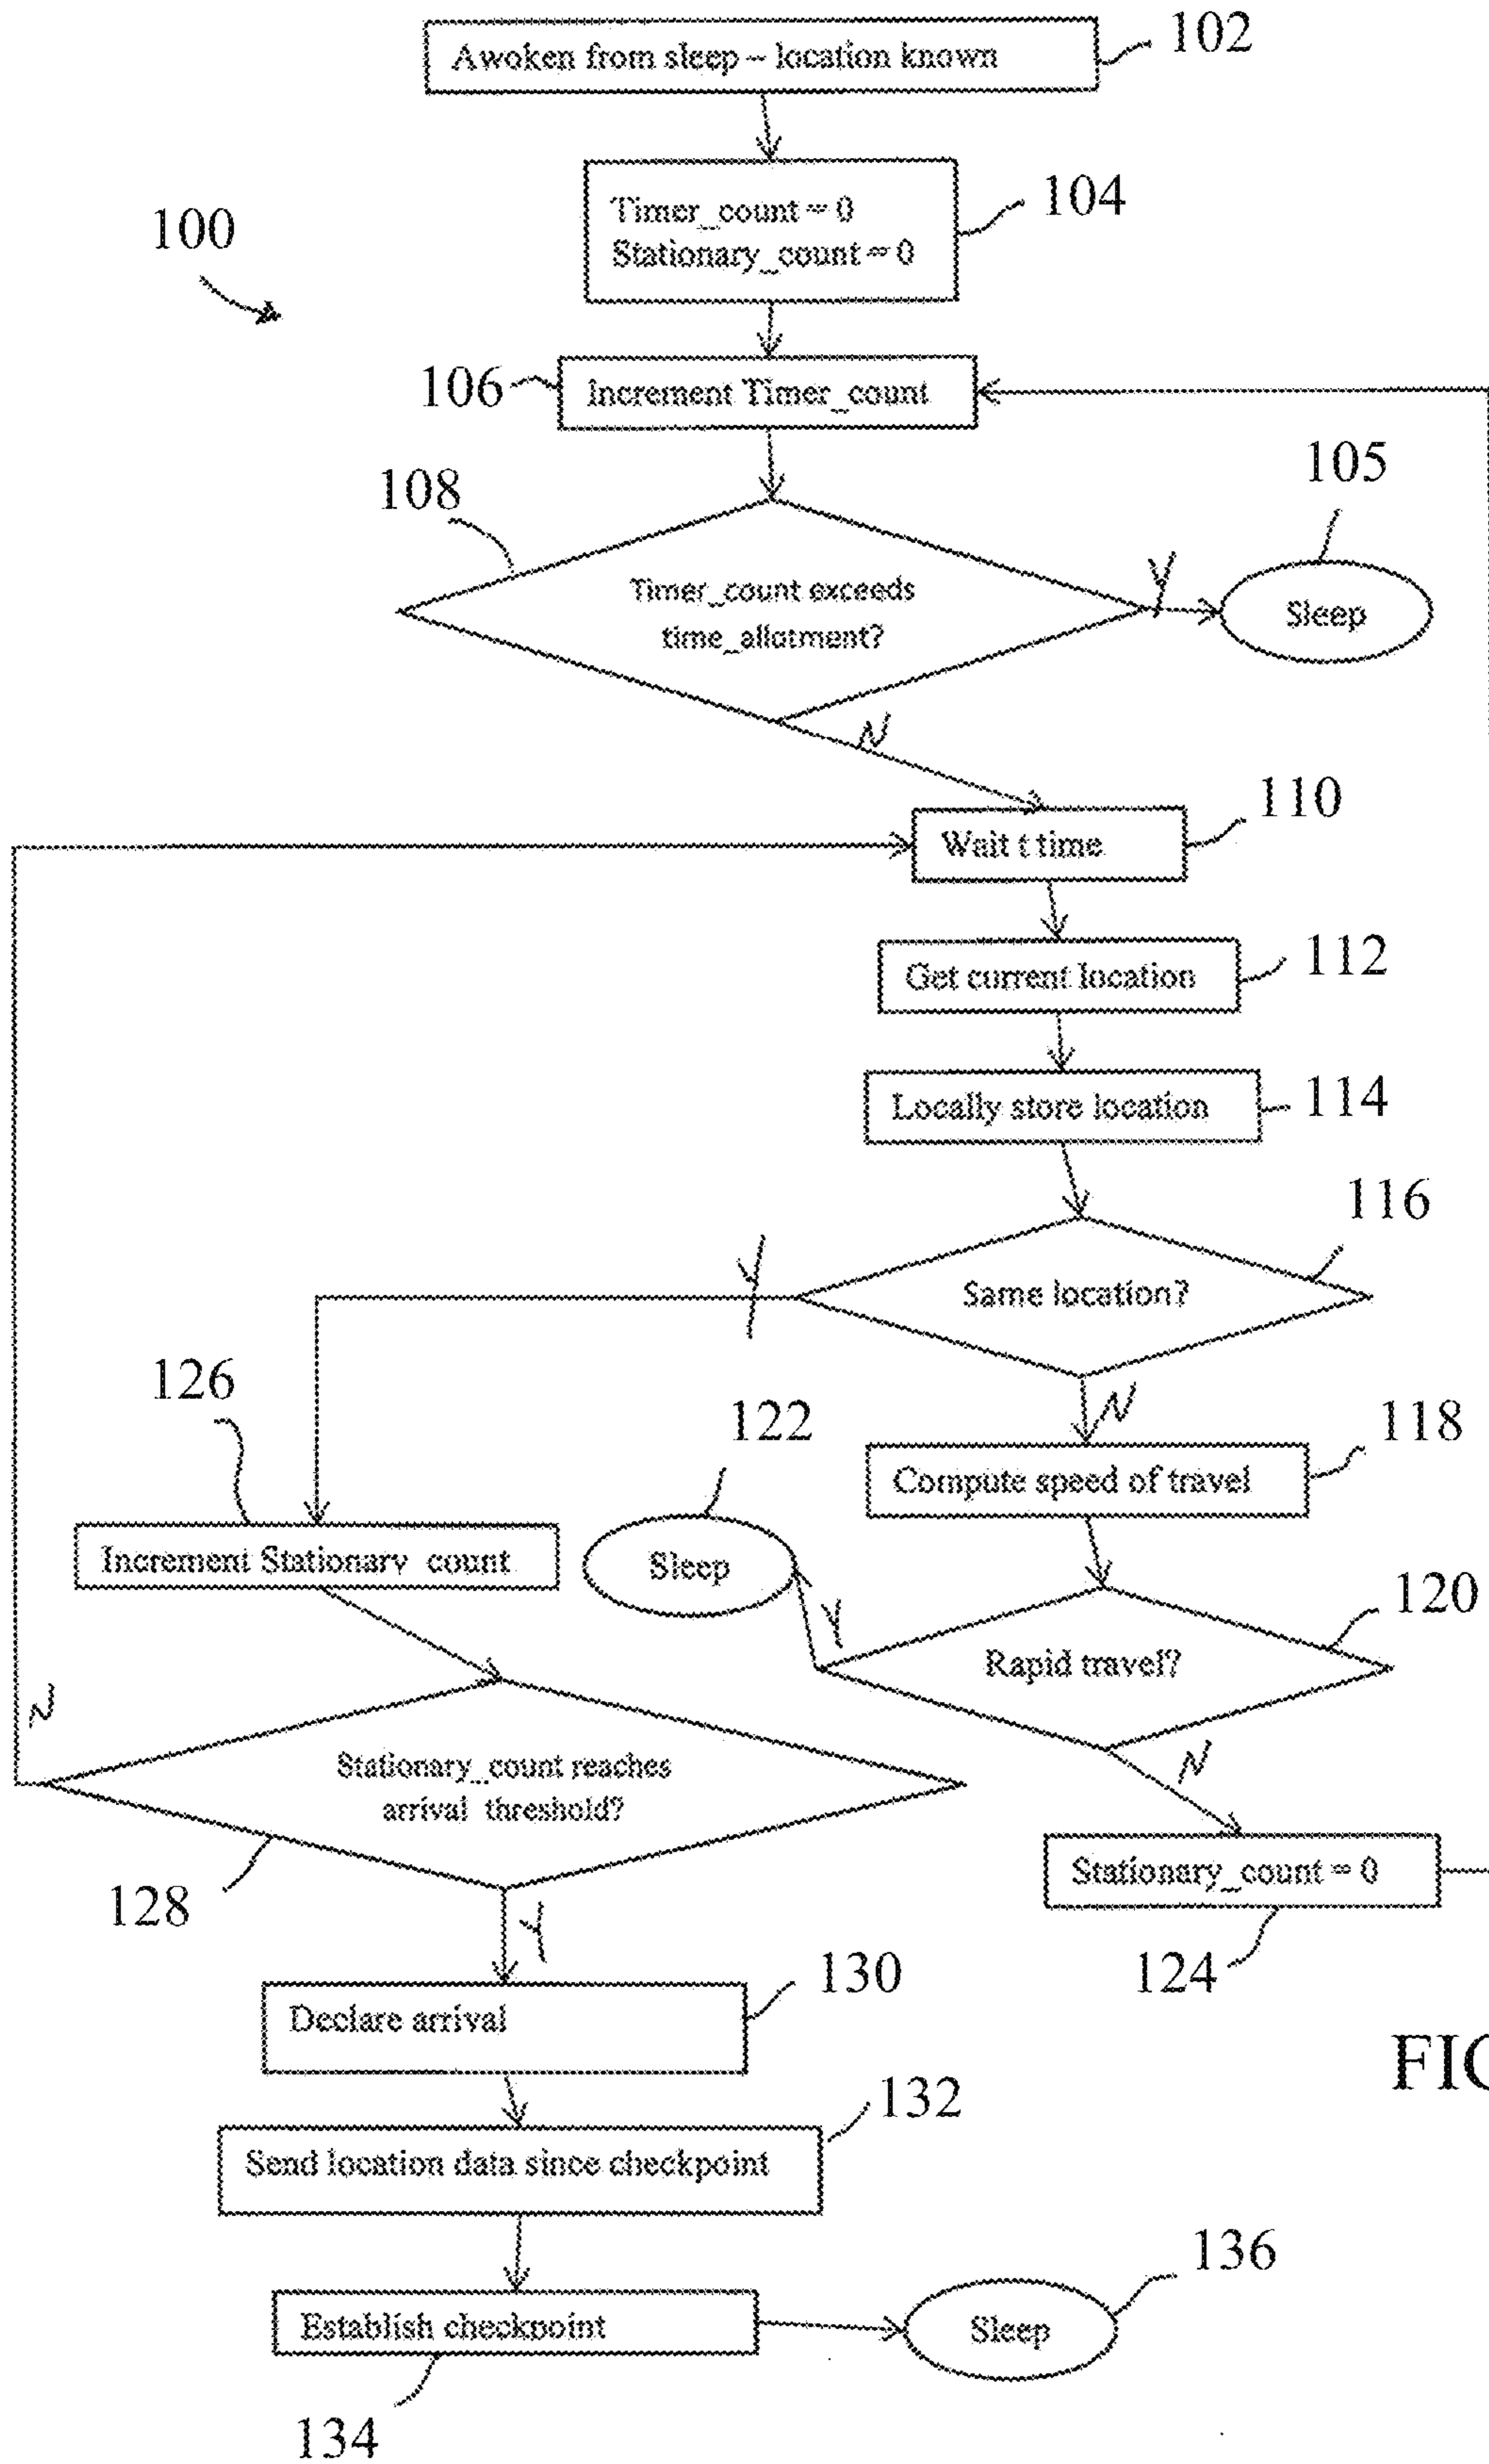 Awoken from sleep – location known
102
Timer_count = 0
Stationary_count = 0
104
100
106
Increment Timer_count
108
105
Timer_count exceeds
time_allotment?
Y
Sleep
N
110
Wait t time
Get current location
112
Locally store location
114
116
Same location?
Y
N
126
122
118
Compute speed of travel
Increment Stationary count
Sleep
120
Y
Rapid travel?
N
N
Stationary_count reaches
arrival threshold?
Stationary_count = 0
128
Y
124
130
Declare arrival
FIG
132
Send location data since checkpoint
136
Establish checkpoint
Sleep
134